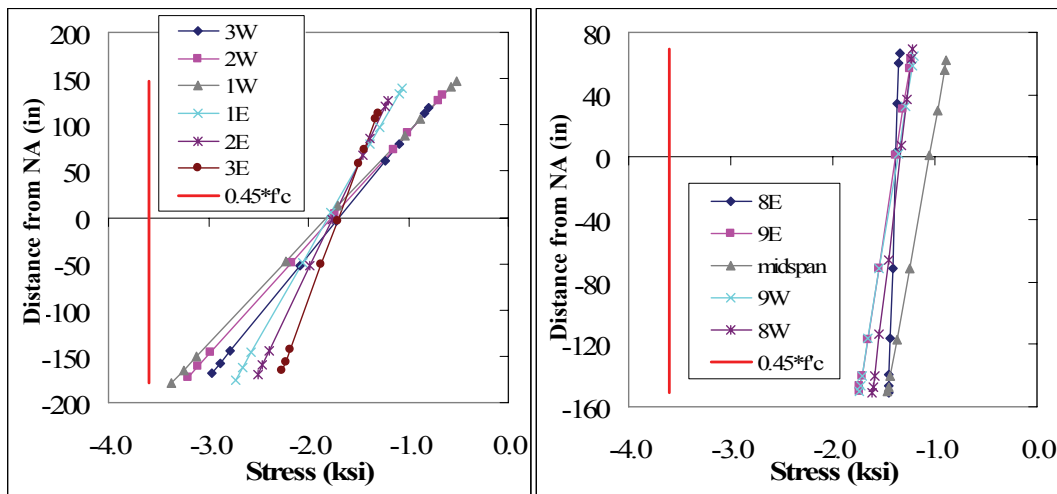 Distance from NA (in)
200
150
100
50
0
-50
-100
-150
-200
3W
2W
1W
1E
2E
3E
0.45*f'c
-4.0 -3.0 -2.0 -1.0 0.0
Stress (ksi)
Distance from NA (in)
80
40
0
-40
-80
-120
-160
8E
9E
midspan
9W
8W
0.45*f'c
-4.0 -3.0 -2.0 -1.0 0.0
Stress (ksi)